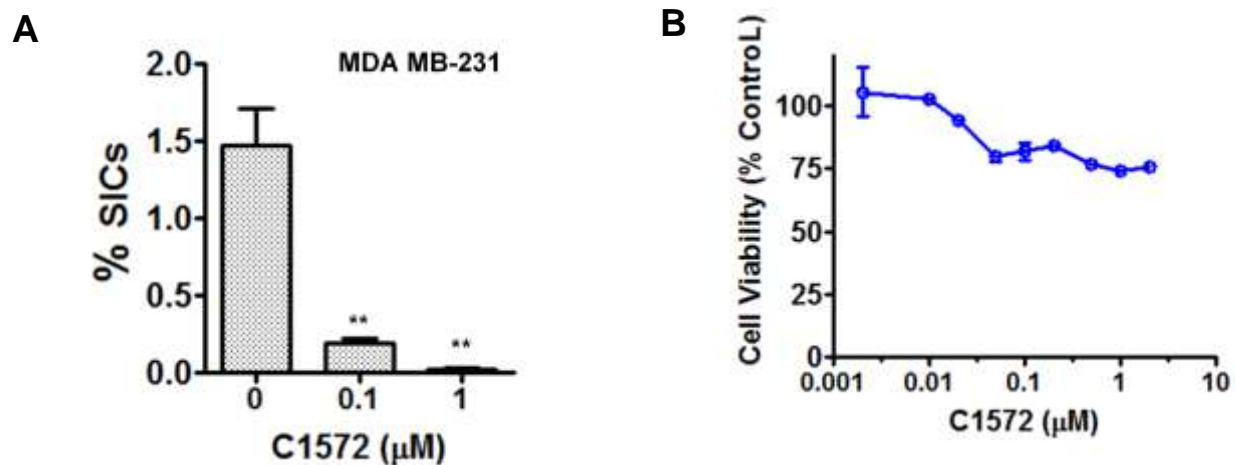 A
MDA MB-231
% SICs
2.0
1.5
1.0
0.5
0.0
**
**
0 0.1 1
C1572 (μM)
B
Cell Viability (% ControL)
100
75
50
25
0
0.001 0.01 0.1 1 10
C1572 (μM)